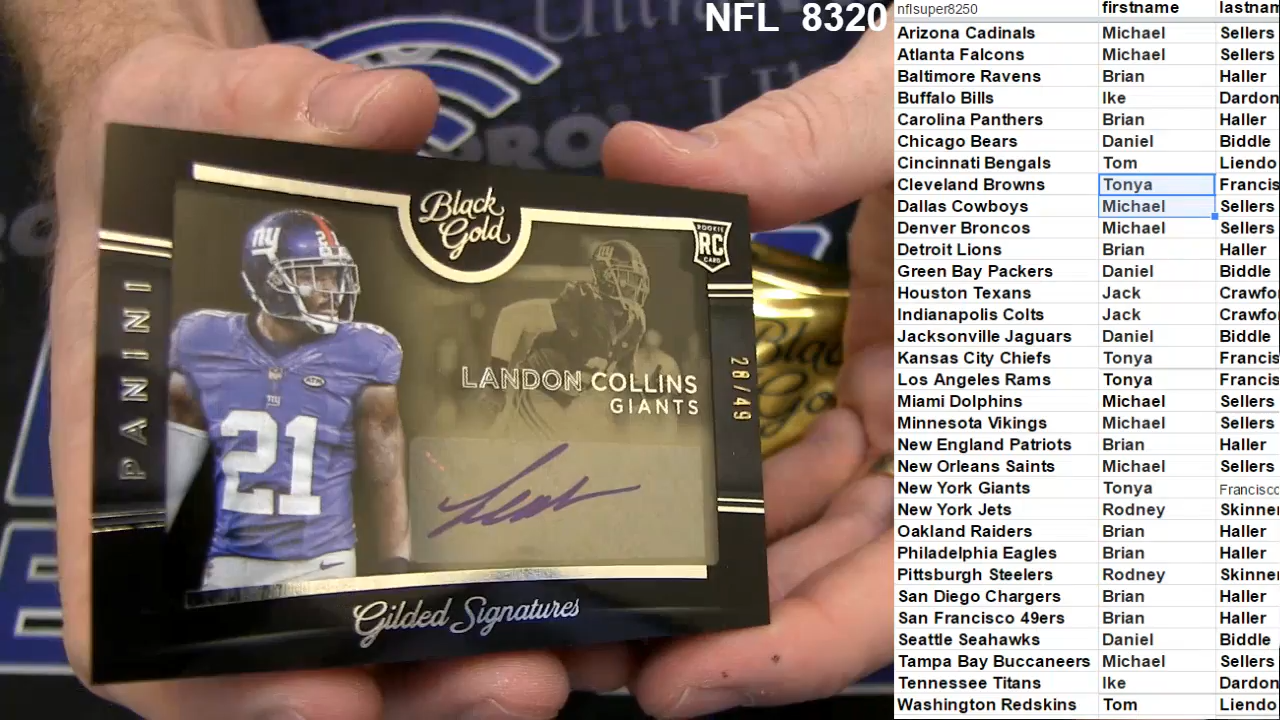 NFL 8320
Black
Gold
ROOKIE
RC
CARD
PANINI
ny
21
LANDON COLLINS
GIANTS
28/49
Gilded Signatures
Black
Go
nflsuper8250 firstname lastnam
Arizona Cadinals Michael Sellers
Atlanta Falcons Michael Sellers
Baltimore Ravens Brian Haller
Buffalo Bills Ike Dardon
Carolina Panthers Brian Haller
Chicago Bears Daniel Biddle
Cincinnati Bengals Tom Liendo
Cleveland Browns Tonya Francis
Dallas Cowboys Michael Sellers
Denver Broncos Michael Sellers
Detroit Lions Brian Haller
Green Bay Packers Daniel Biddle
Houston Texans Jack Crawfo
Indianapolis Colts Jack Crawfo
Jacksonville Jaguars Daniel Biddle
Kansas City Chiefs Tonya Francis
Los Angeles Rams Tonya Francis
Miami Dolphins Michael Sellers
Minnesota Vikings Michael Sellers
New England Patriots Brian Haller
New Orleans Saints Michael Sellers
New York Giants Tonya Francisco
New York Jets Rodney Skinner
Oakland Raiders Brian Haller
Philadelphia Eagles Brian Haller
Pittsburgh Steelers Rodney Skinner
San Diego Chargers Brian Haller
San Francisco 49ers Brian Haller
Seattle Seahawks Daniel Biddle
Tampa Bay Buccaneers Michael Sellers
Tennessee Titans Ike Dardon
Washington Redskins Tom Liendo